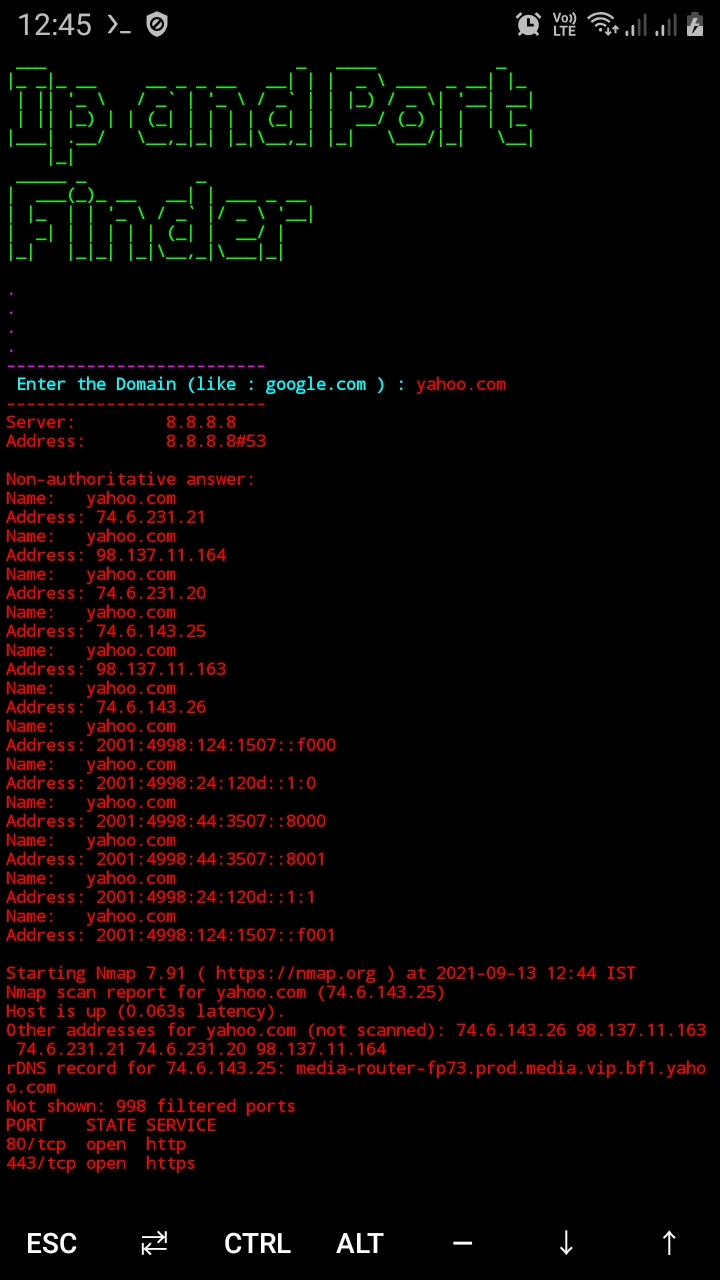 12:45
Vo)) LTE
Ip and Port
Finder
.
.
.
.
--------------------------
Enter the Domain (like : google.com ) : yahoo.com
--------------------------
Server: 8.8.8.8
Address: 8.8.8.8#53
Non-authoritative answer:
Name: yahoo.com
Address: 74.6.231.21
Name: yahoo.com
Address: 98.137.11.164
Name: yahoo.com
Address: 74.6.231.20
Name: yahoo.com
Address: 74.6.143.25
Name: yahoo.com
Address: 98.137.11.163
Name: yahoo.com
Address: 74.6.143.26
Name: yahoo.com
Address: 2001:4998:124:1507::f000
Name: yahoo.com
Address: 2001:4998:24:120d::1:0
Name: yahoo.com
Address: 2001:4998:44:3507::8000
Name: yahoo.com
Address: 2001:4998:44:3507::8001
Name: yahoo.com
Address: 2001:4998:24:120d::1:1
Name: yahoo.com
Address: 2001:4998:124:1507::f001
Starting Nmap 7.91 ( https://nmap.org ) at 2021-09-13 12:44 IST
Nmap scan report for yahoo.com (74.6.143.25)
Host is up (0.063s latency).
Other addresses for yahoo.com (not scanned): 74.6.143.26 98.137.11.163
74.6.231.21 74.6.231.20 98.137.11.164
rDNS record for 74.6.143.25: media-router-fp73.prod.media.vip.bf1.yaho
o.com
Not shown: 998 filtered ports
PORT STATE SERVICE
80/tcp open http
443/tcp open https
ESC ⇄ CTRL ALT — ↓ ↑